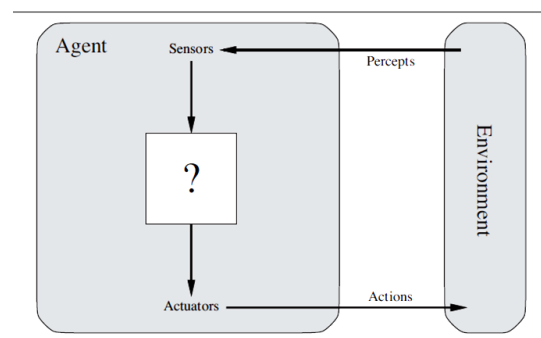 Agent
Sensors
Percepts
?
Environment
Actuators
Actions